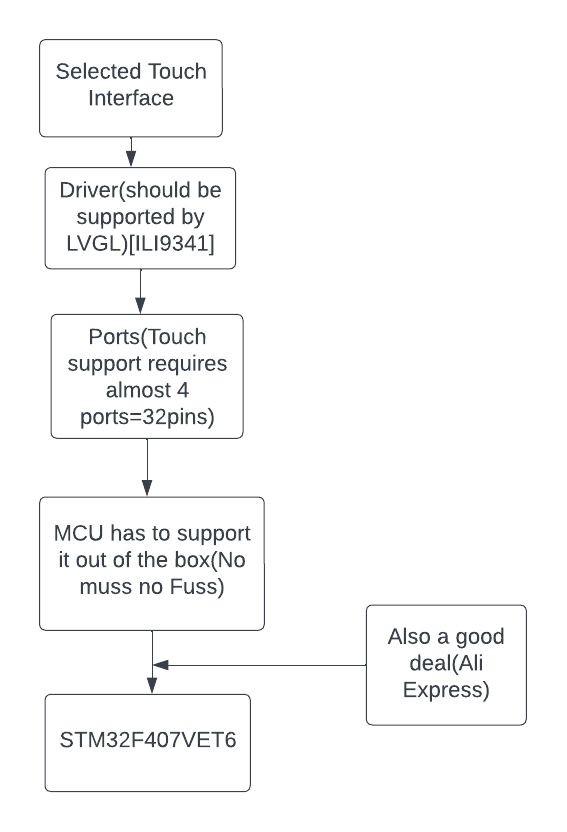 Selected Touch
Interface
Driver(should be
supported by
LVGL)[ILI9341]
Ports(Touch
support requires
almost 4
ports=32pins)
MCU has to support
it out of the box(No
muss no Fuss)
Also a good
deal(Ali
Express)
STM32F407VET6